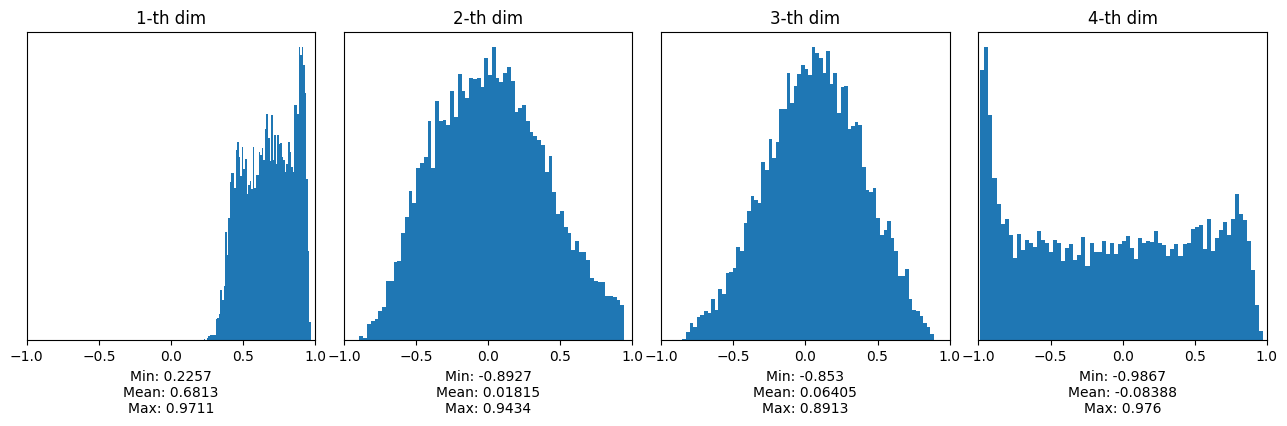 1-th dim
2-th dim
3-th dim
4-th dim
−1.0 −0.5 0.0 0.5 1.0
−1.0 −0.5 0.0 0.5 1.0
−1.0 −0.5 0.0 0.5 1.0
−1.0 −0.5 0.0 0.5 1.0
Min: 0.2257
Mean: 0.6813
Max: 0.9711
Min: -0.8927
Mean: 0.01815
Max: 0.9434
Min: -0.853
Mean: 0.06405
Max: 0.8913
Min: -0.9867
Mean: -0.08388
Max: 0.976